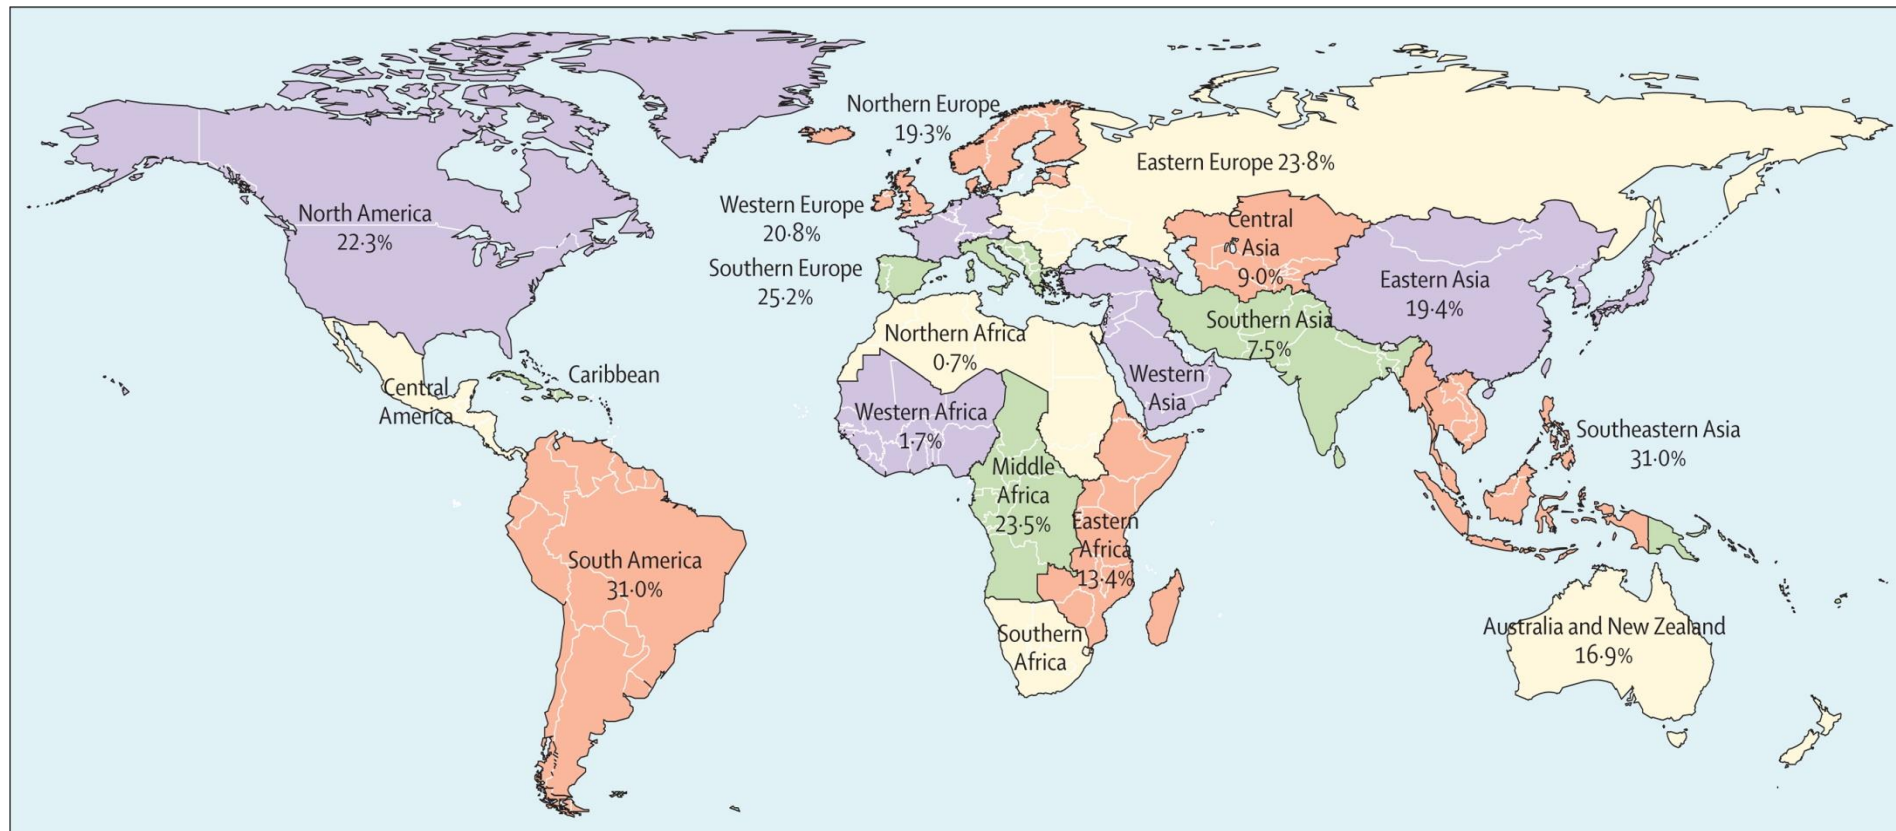 Northern Europe
19·3%
Eastern Europe 23·8%
Western Europe
20·8%
North America
22·3%
Central
Asia
9·0%
Southern Europe
25·2%
Eastern Asia
19·4%
Southern Asia
7·5%
Northern Africa
0·7%
Caribbean
Western
Asia
Central
America
Western Africa
1·7%
Southeastern Asia
31·0%
Middle
Africa
23·5%
Eastern
Africa
13·4%
South America
31·0%
Southern
Africa
Australia and New Zealand
16·9%